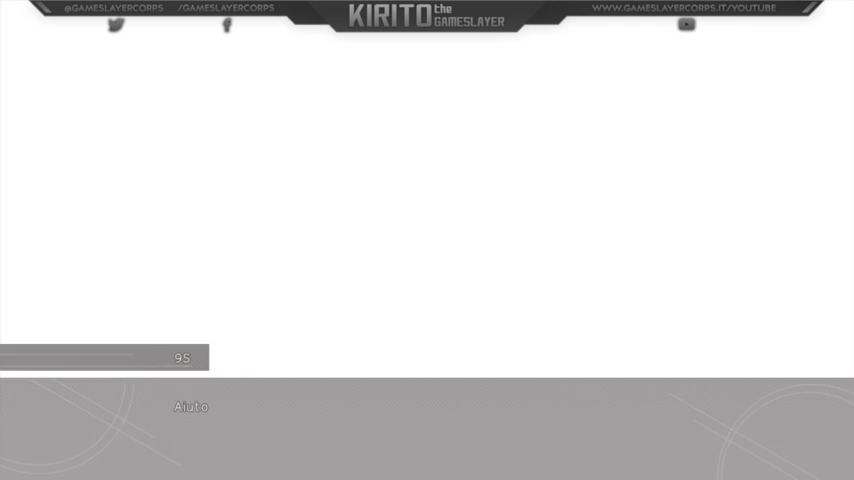 @GAMESLAYERCORPS /GAMESLAYERCORPS
KIRITO the GAMESLAYER
WWW.GAMESLAYERCORPS.IT/YOUTUBE
9S
Aiuto